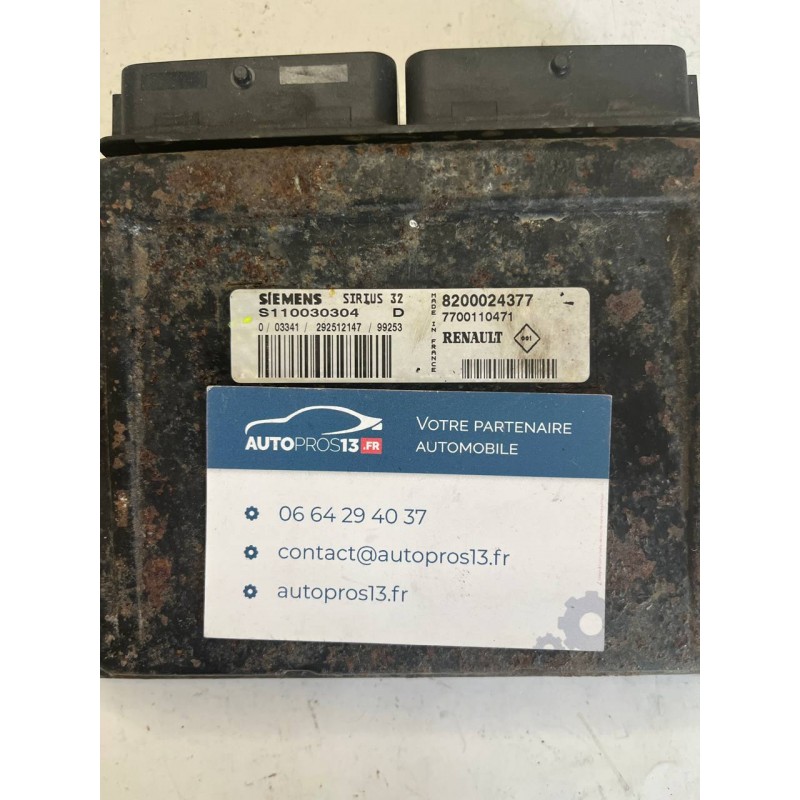 SIEMENS SIRIUS 32
S110030304 D
0 / 03341 / 292512147 / 99253
MADE IN FRANCE
8200024377 -
7700110471
RENAULT 001
AUTOPROS13.FR
VOTRE PARTENAIRE
AUTOMOBILE
06 64 29 40 37
contact@autopros13.fr
autopros13.fr